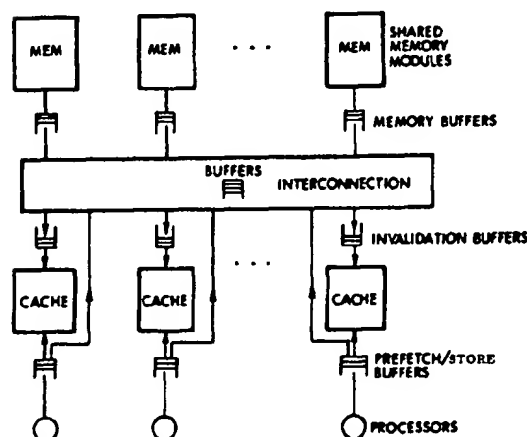 MEM
MEM
. . .
MEM
SHARED
MEMORY
MODULES
MEMORY BUFFERS
BUFFERS
INTERCONNECTION
INVALIDATION BUFFERS
. . .
CACHE
CACHE
CACHE
PREFETCH/STORE
BUFFERS
PROCESSORS